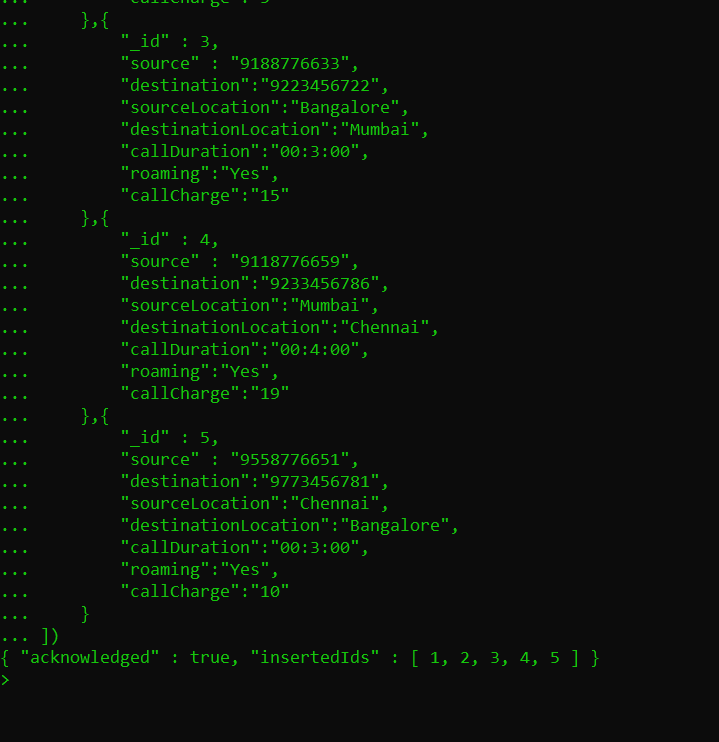 ...     },{
...         "_id" : 3,
...         "source" : "9188776633",
...         "destination":"9223456722",
...         "sourceLocation":"Bangalore",
...         "destinationLocation":"Mumbai",
...         "callDuration":"00:3:00",
...         "roaming":"Yes",
...         "callCharge":"15"
...     },{
...         "_id" : 4,
...         "source" : "9118776659",
...         "destination":"9233456786",
...         "sourceLocation":"Mumbai",
...         "destinationLocation":"Chennai",
...         "callDuration":"00:4:00",
...         "roaming":"Yes",
...         "callCharge":"19"
...     },{
...         "_id" : 5,
...         "source" : "9558776651",
...         "destination":"9773456781",
...         "sourceLocation":"Chennai",
...         "destinationLocation":"Bangalore",
...         "callDuration":"00:3:00",
...         "roaming":"Yes",
...         "callCharge":"10"
...     }
... ])
{ "acknowledged" : true, "insertedIds" : [ 1, 2, 3, 4, 5 ] }
>